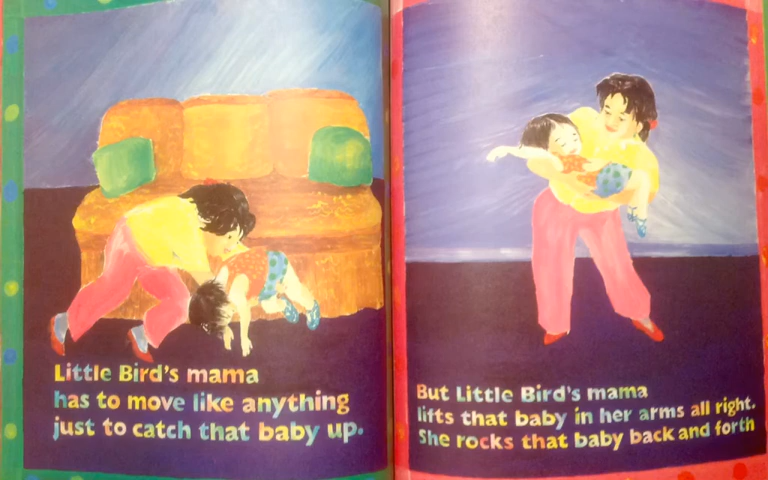 Little Bird's mama
has to move like anything
just to catch that baby up.
But Little Bird's mama
lifts that baby in her arms all right.
She rocks that baby back and forth